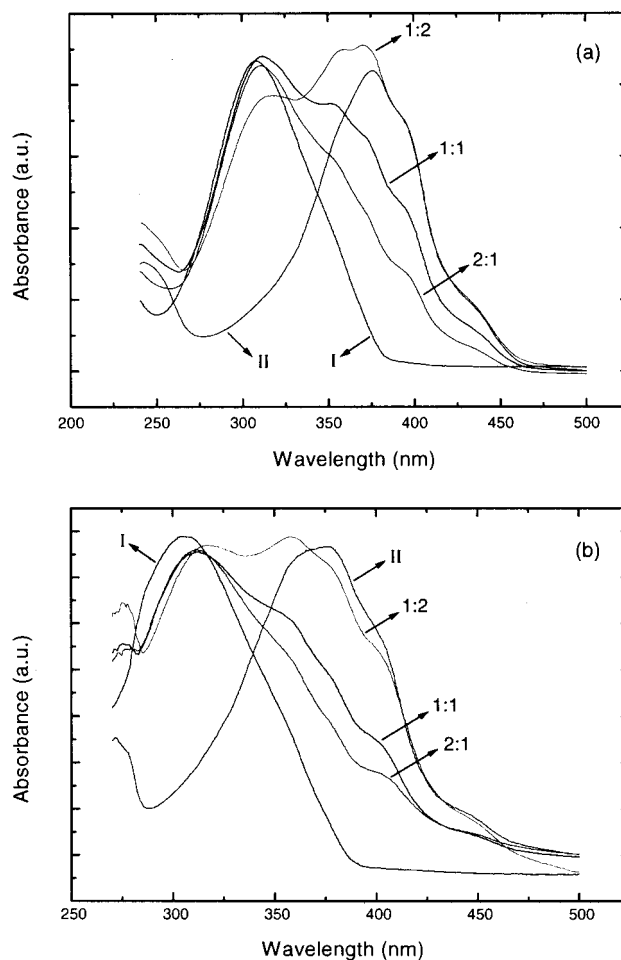 1:2
(a)
1:1
2:1
II
I
Absorbance (a.u.)
200 250 300 350 400 450 500
Wavelength (nm)
I
(b)
II
1:2
1:1
2:1
Absorbance (a.u.)
250 300 350 400 450 500
Wavelength (nm)